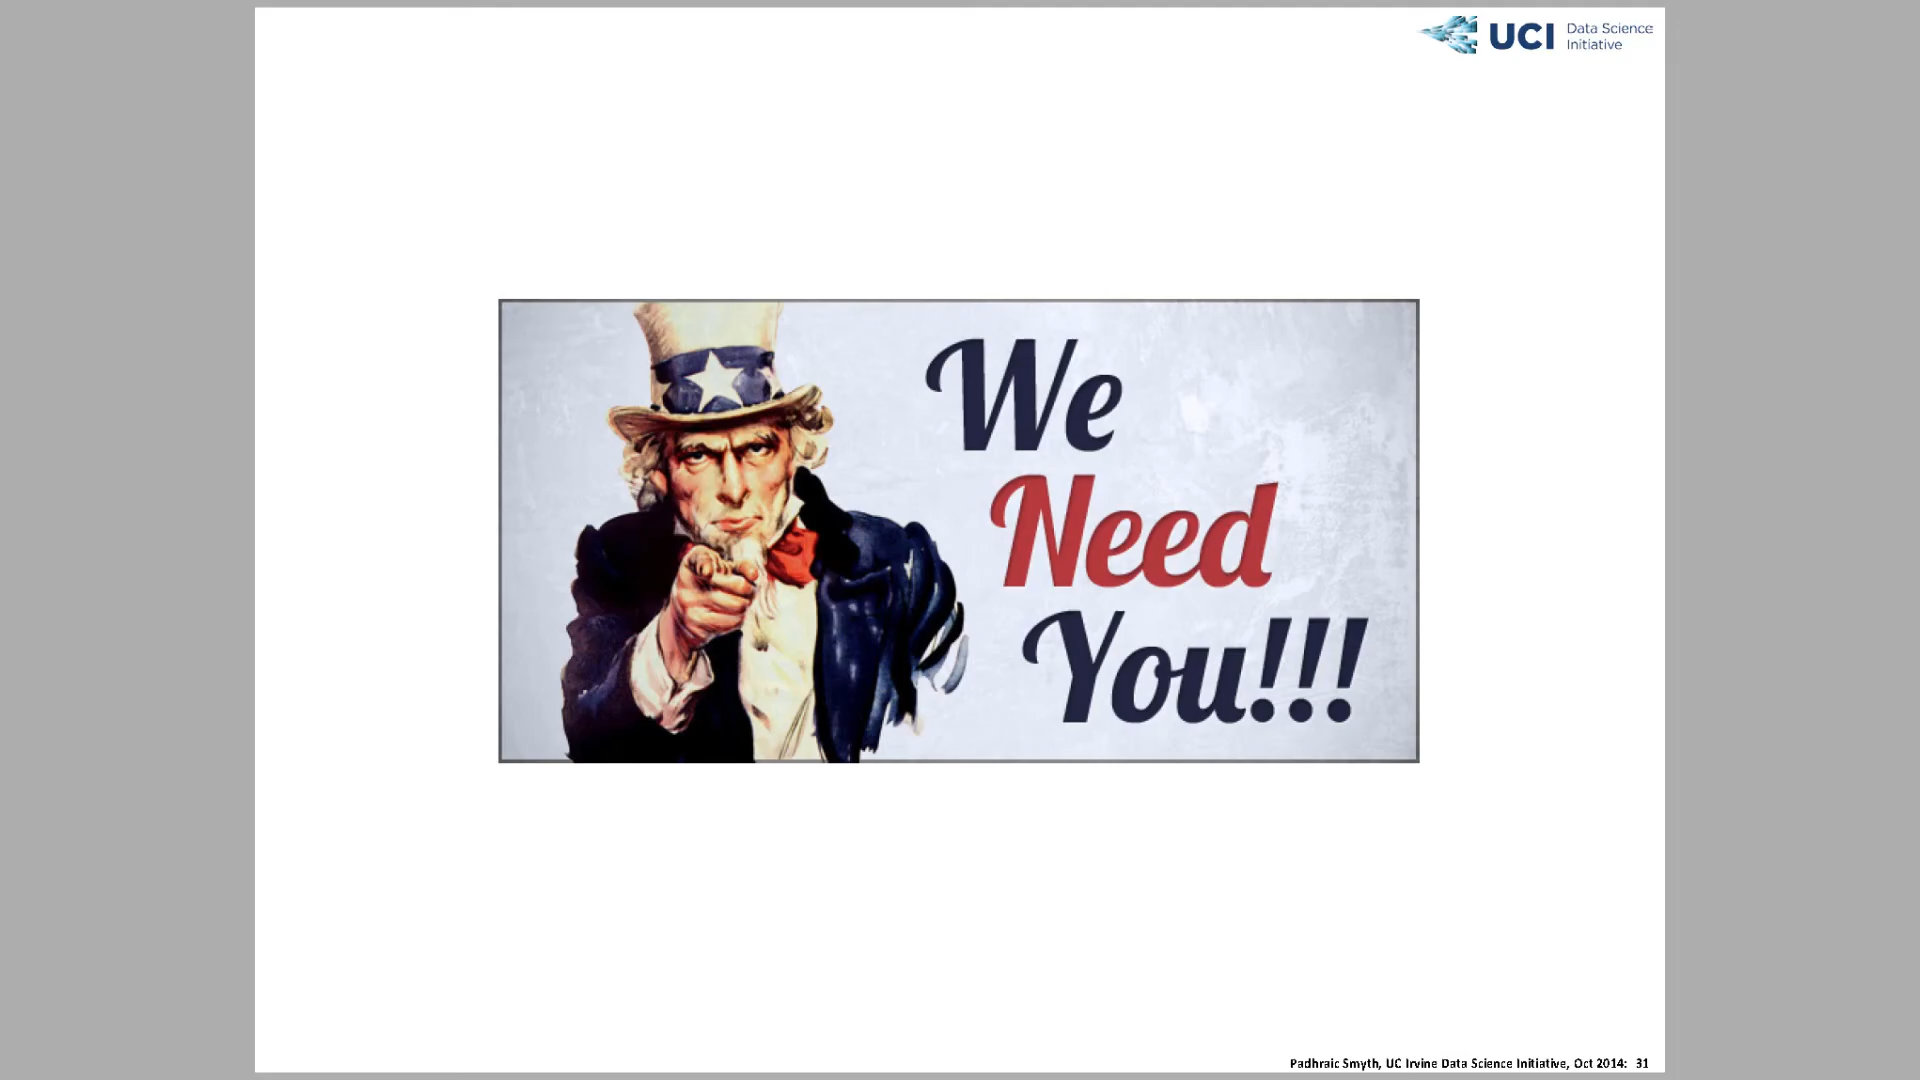 UCI Data Science
Initiative
We
Need
You!!!
Padhraic Smyth, UC Irvine Data Science Initiative, Oct 2014: 31